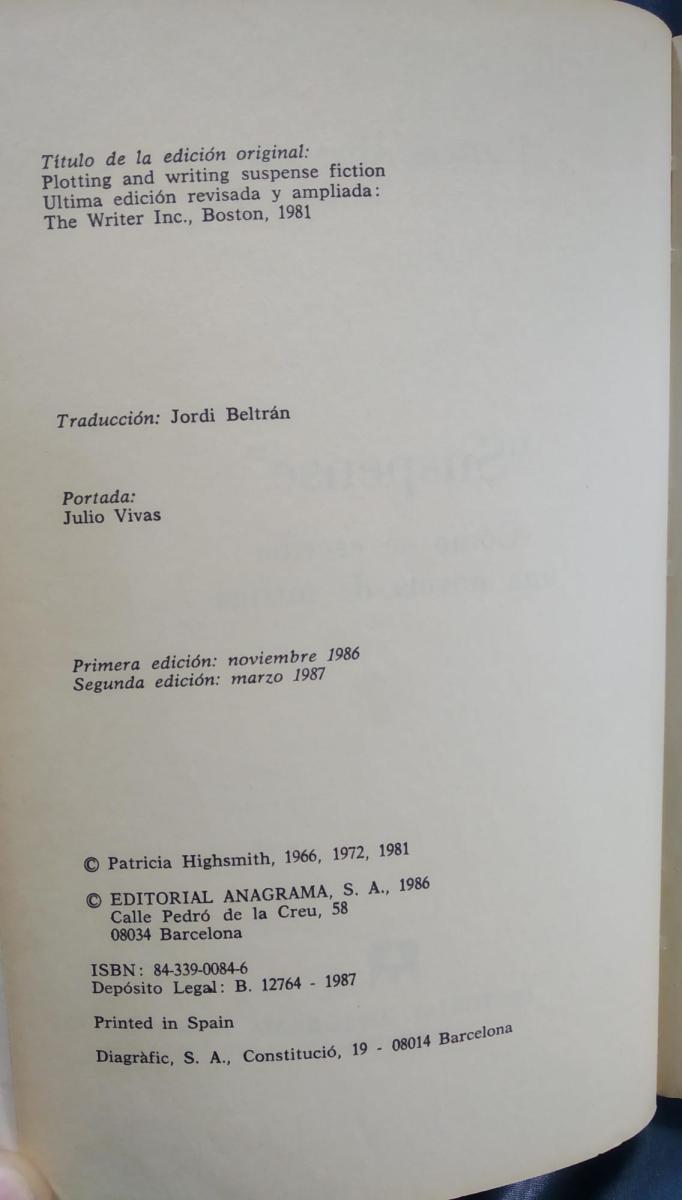 Título de la edición original:
Plotting and writing suspense fiction
Ultima edición revisada y ampliada:
The Writer Inc., Boston, 1981
Traducción: Jordi Beltrán
Portada:
Julio Vivas
Primera edición: noviembre 1986
Segunda edición: marzo 1987
© Patricia Highsmith, 1966, 1972, 1981
© EDITORIAL ANAGRAMA, S. A., 1986
Calle Pedró de la Creu, 58
08034 Barcelona
ISBN: 84-339-0084-6
Depósito Legal: B. 12764 - 1987
Printed in Spain
Diagràfic, S. A., Constitució, 19 - 08014 Barcelona